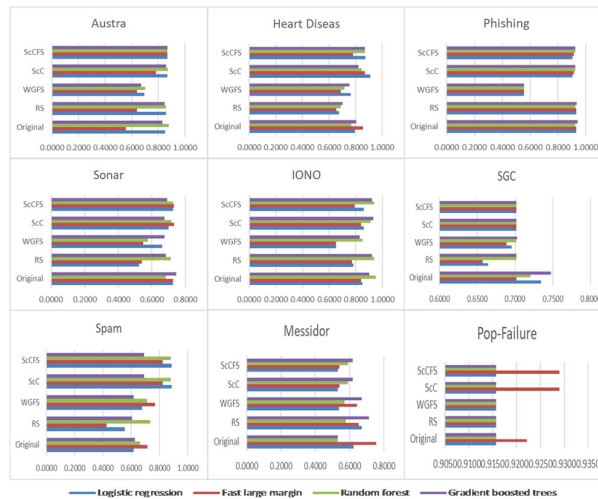 Austra
ScCFS
ScC
WGFS
RS
Original
0.0000 0.2000 0.4000 0.6000 0.8000 1.0000
Heart Diseas
ScCFS
ScC
WGFS
RS
Original
0.0000 0.2000 0.4000 0.6000 0.8000 1.0000
Phishing
ScCFS
ScC
WGFS
RS
Original
0.0000 0.2000 0.4000 0.6000 0.8000 1.0000
Sonar
ScCFS
ScC
WGFS
RS
Original
0.0000 0.2000 0.4000 0.6000 0.8000 1.0000
IONO
ScCFS
ScC
WGFS
RS
Original
0.0000 0.2000 0.4000 0.6000 0.8000 1.0000
SGC
ScCFS
ScC
WGFS
RS
Original
0.6000 0.6500 0.7000 0.7500 0.800
Spam
ScCFS
ScC
WGFS
RS
Original
0.0000 0.2000 0.4000 0.6000 0.8000 1.0000
Messidor
ScCFS
ScC
WGFS
RS
Original
0.0000 0.2000 0.4000 0.6000 0.8000
Pop-Failure
ScCFS
ScC
WGFS
RS
Original
0.9050 0.9100 0.9150 0.9200 0.9250 0.9300 0.9350
Logistic regression Fast large margin Random forest Gradient boosted trees